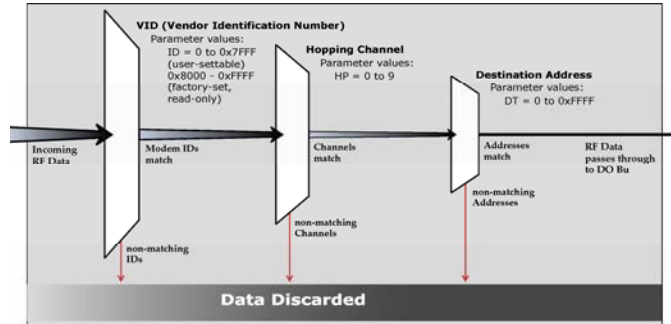 VID (Vendor Identification Number)
Parameter values:
ID = 0 to 0x7FFF
(user-settable)
0x8000 - 0xFFFF
(factory-set,
read-only)
Hopping Channel
Parameter values:
HP = 0 to 9
Destination Address
Parameter values:
DT = 0 to 0xFFFF
Incoming
RF Data
Modem IDs
match
Channels
match
Addresses
match
RF Data
passes through
to DO Bu
non-matching
IDs
non-matching
Channels
non-matching
Addresses
Data Discarded